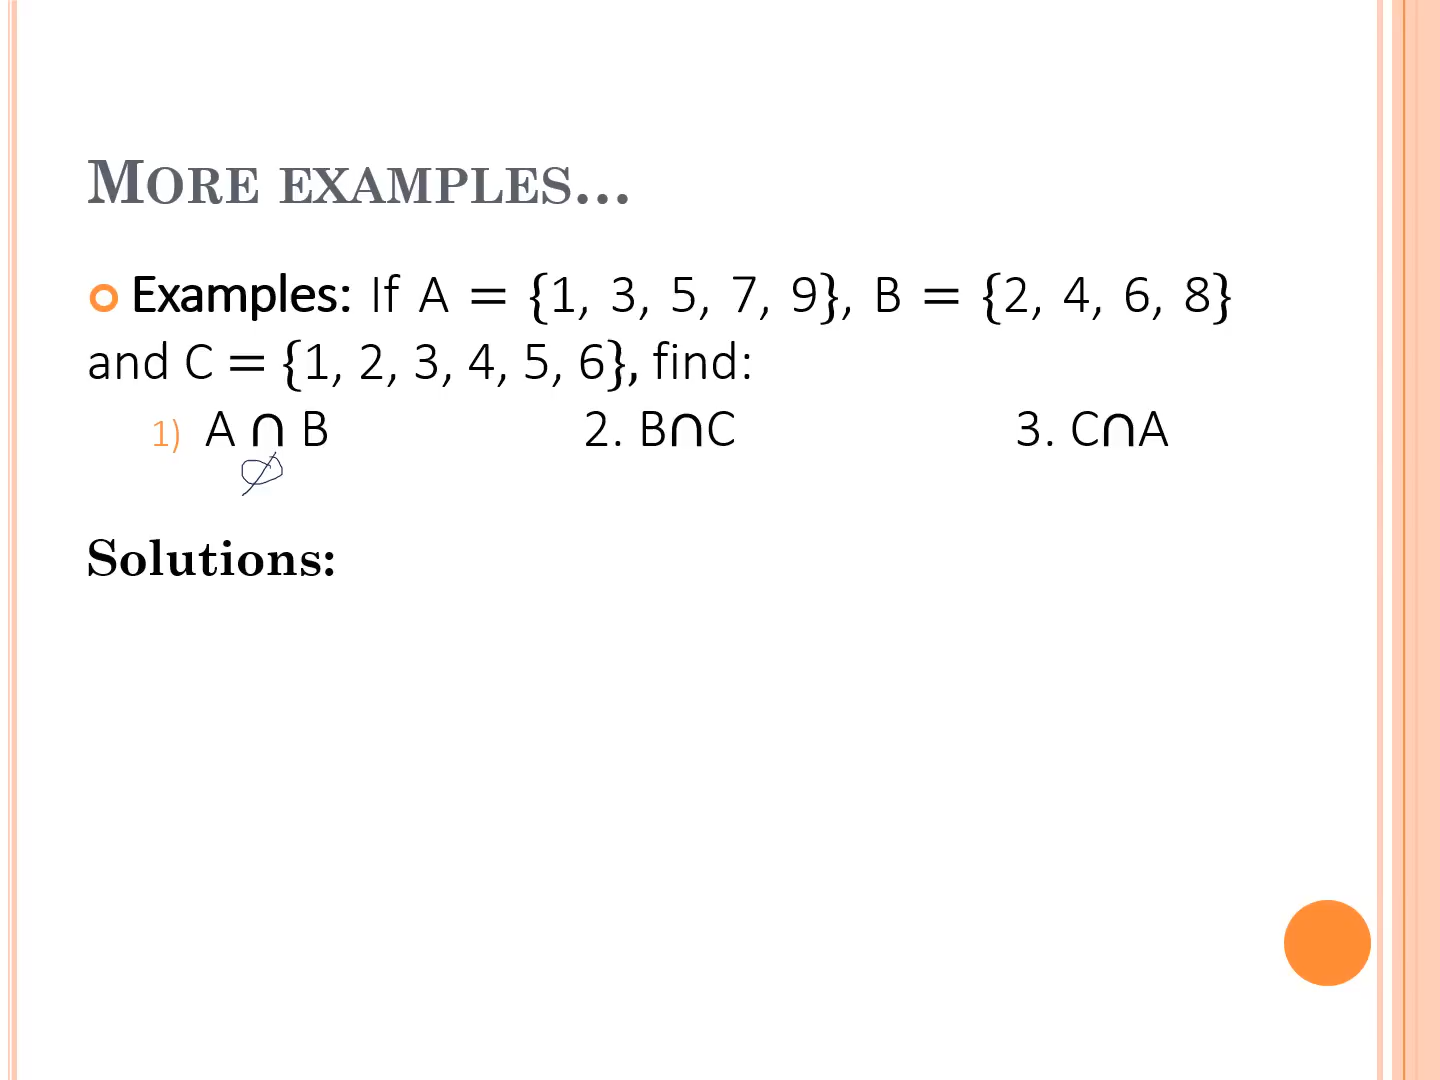 MORE EXAMPLES...
Examples: If A = {1, 3, 5, 7, 9}, B = {2, 4, 6, 8}
and C = {1, 2, 3, 4, 5, 6}, find:
1) A ∩ B 2. B∩C 3. C∩A
∅
Solutions: